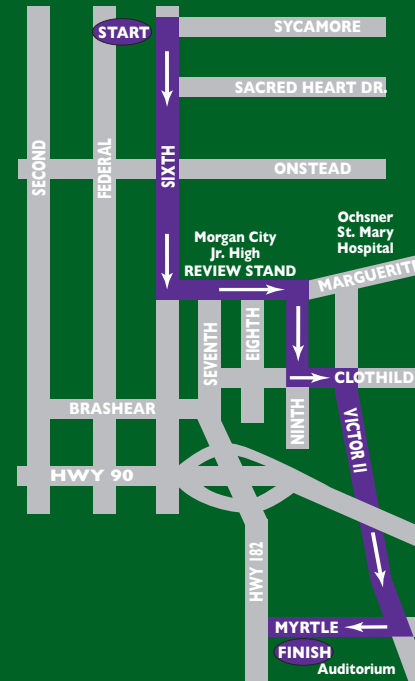 START
SYCAMORE
SACRED HEART DR.
SECOND
FEDERAL
SIXTH
ONSTEAD
Ochsner
St. Mary
Hospital
Morgan City
Jr. High
REVIEW STAND
MARGUERITE
SEVENTH
EIGHTH
CLOTHILD
BRASHEAR
NINTH
VICTOR II
HWY 90
HWY 182
MYRTLE
FINISH
Auditorium